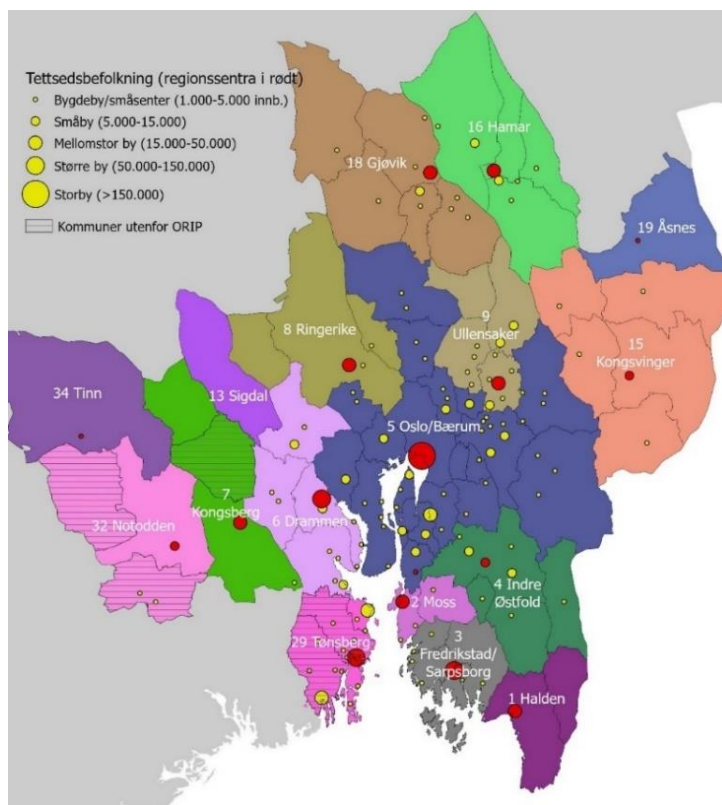 Tettsedsbefolkning (regionssentra i rødt)
Bygdeby/småsenter (1.000-5.000 innb.)
Småby (5.000-15.000)
Mellomstor by (15.000-50.000)
Større by (50.000-150.000)
Storby (>150.000)
Kommuner utenfor ORIP
16 Hamar
18 Gjøvik
19 Åsnes
9
Ullensaker
8 Ringerike
15
Kongsvinger
34 Tinn
13 Sigdal
5 Oslo/Bærum
7
Kongsberg
6 Drammen
32 Notodden
4 Indre
Østfold
2 Moss
29 Tønsberg
3
Fredrikstad/
Sarpsborg
1 Halden